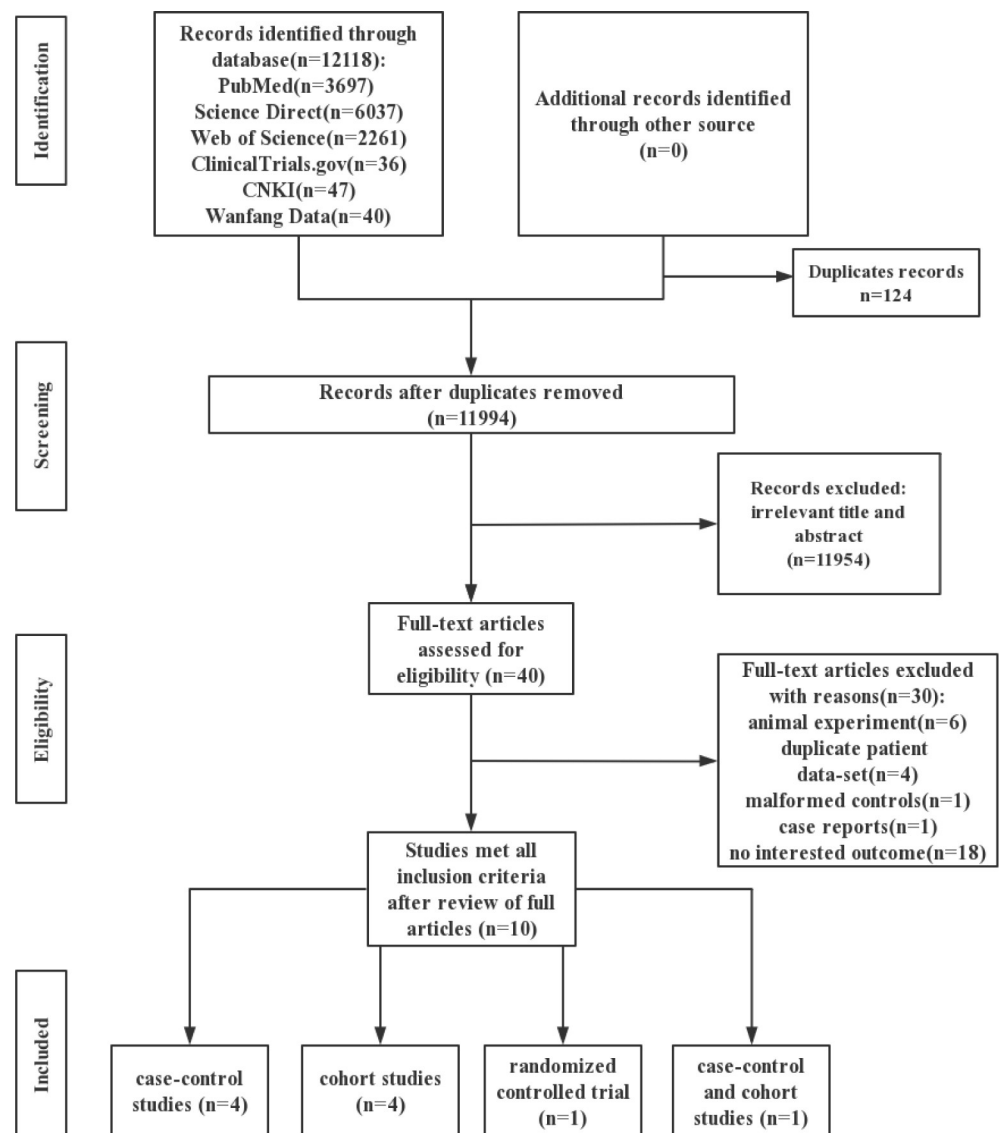 Identification
Records identified through
database(n=12118):
PubMed(n=3697)
Science Direct(n=6037)
Web of Science(n=2261)
ClinicalTrials.gov(n=36)
CNKI(n=47)
Wanfang Data(n=40)
Additional records identified
through other source
(n=0)
Duplicates records
n=124
Screening
Records after duplicates removed
(n=11994)
Records excluded:
irrelevant title and
abstract
(n=11954)
Eligibility
Full-text articles
assessed for
eligibility (n=40)
Full-text articles excluded
with reasons(n=30):
animal experiment(n=6)
duplicate patient
data-set(n=4)
malformed controls(n=1)
case reports(n=1)
no interested outcome(n=18)
Studies met all
inclusion criteria
after review of full
articles (n=10)
Included
case-control
studies (n=4)
cohort studies
(n=4)
randomized
controlled trial
(n=1)
case-control
and cohort
studies (n=1)